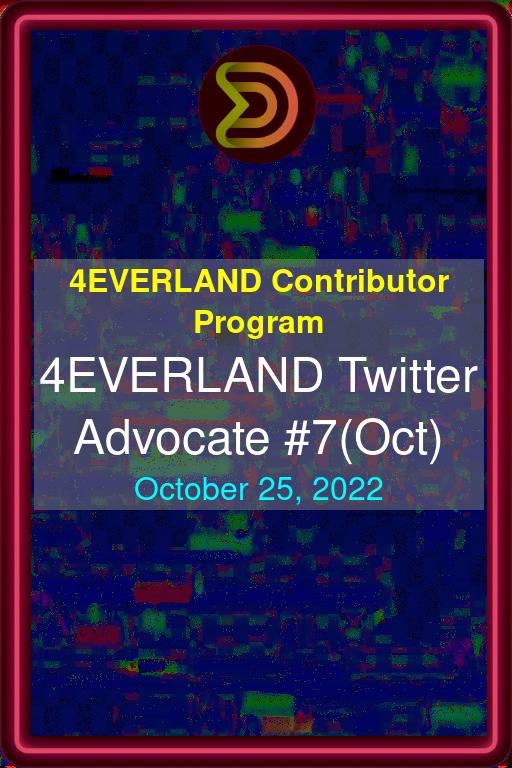 4EVERLAND Contributor
Program
4EVERLAND Twitter
Advocate #7(Oct)
October 25, 2022